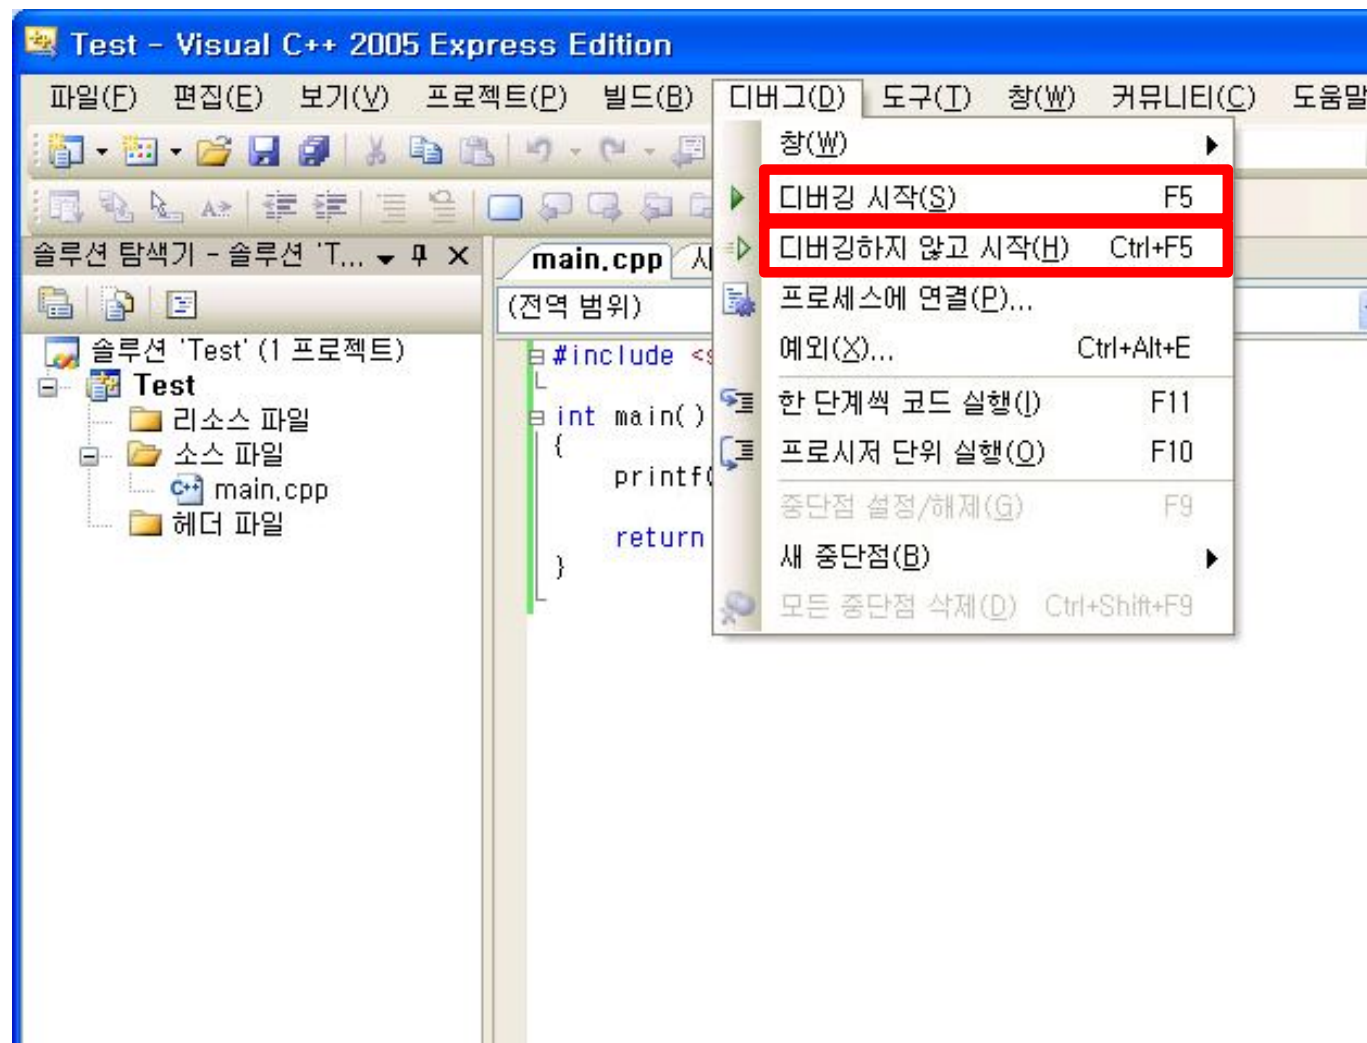 Test - Visual C++ 2005 Express Edition
파일(F) 편집(E) 보기(V) 프로젝트(P) 빌드(B) 디버그(D) 도구(T) 창(W) 커뮤니티(C) 도움말
창(W)
디버깅 시작(S) F5
디버깅하지 않고 시작(H) Ctrl+F5
프로세스에 연결(P)...
예외(X)... Ctrl+Alt+E
한 단계씩 코드 실행(I) F11
프로시저 단위 실행(O) F10
중단점 설정/해제(G) F9
새 중단점(B)
모든 중단점 삭제(D) Ctrl+Shift+F9
솔루션 탐색기 - 솔루션 'T...
솔루션 'Test' (1 프로젝트)
Test
리소스 파일
소스 파일
main.cpp
헤더 파일
main.cpp
(전역 범위)
#include <s
int main()
{
printf(
return
}